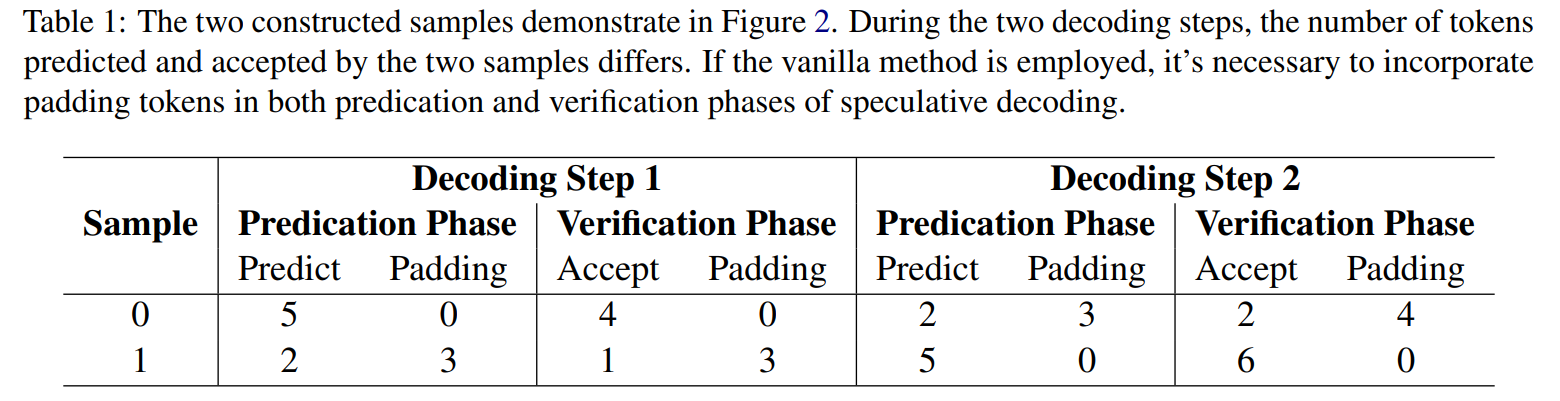 Table 1: The two constructed samples demonstrate in Figure 2. During the two decoding steps, the number of tokens
predicted and accepted by the two samples differs. If the vanilla method is employed, it's necessary to incorporate
padding tokens in both predication and verification phases of speculative decoding.
Decoding Step 1 Decoding Step 2
Sample Predication Phase Verification Phase Predication Phase Verification Phase
Predict Padding Accept Padding Predict Padding Accept Padding
0 5 0 4 0 2 3 2 4
1 2 3 1 3 5 0 6 0